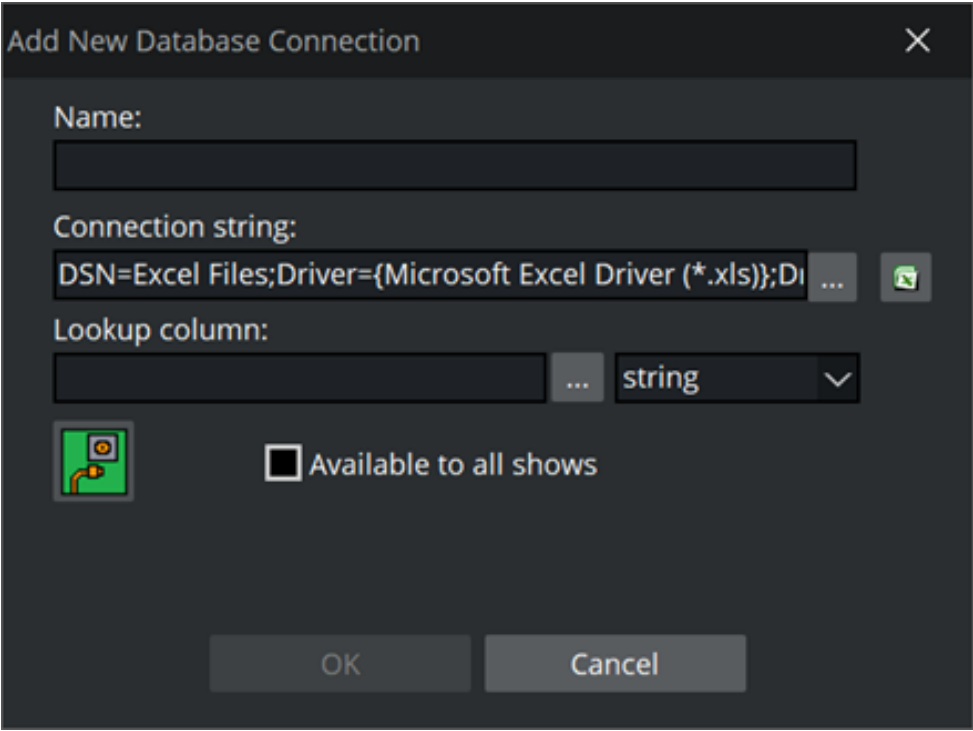 Add New Database Connection
Name:
Connection string:
DSN=Excel Files;Driver={Microsoft Excel Driver (*.xls)};D
...
Lookup column:
...
string
Available to all shows
OK
Cancel